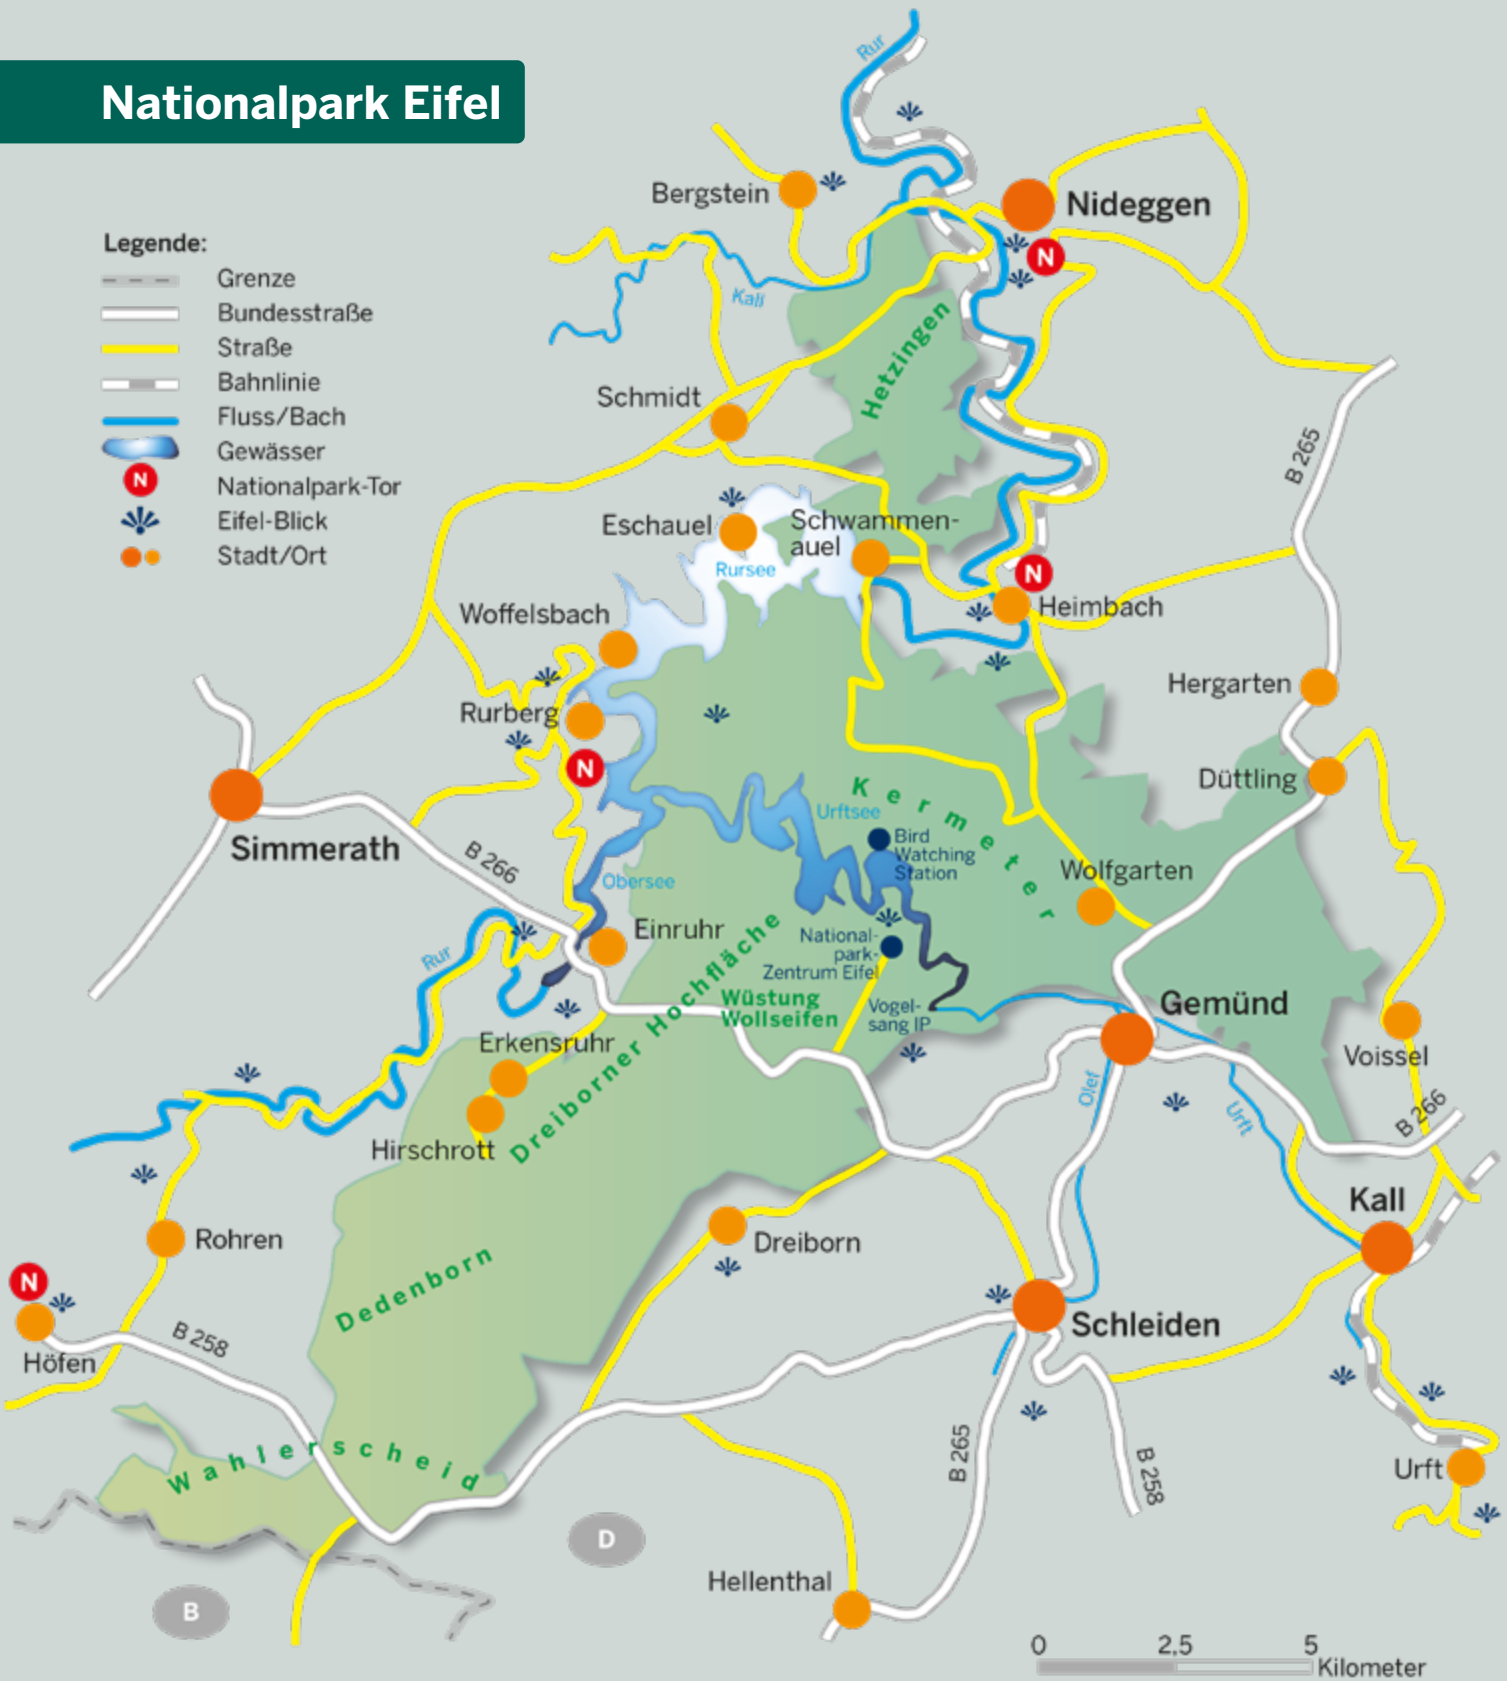 Nationalpark Eifel
Legende:
Grenze
Bundesstraße
Straße
Bahnlinie
Fluss/Bach
Gewässer
N
Nationalpark-Tor
Eifel-Blick
Stadt/Ort
Rur
Bergstein
Nideggen
N
Kall
Hetzingen
Schmidt
B 265
Eschauel
Schwammen-
auel
Rursee
N
Heimbach
Woffelsbach
Hergarten
Rurberg
N
Düttling
Kermeter
Urftsee
Bird
Watching
Station
Simmerath
B 266
Obersee
Wolfgarten
Einruhr
National-
park-
Zentrum Eifel
Rur
Dreiborner Hochfläche
Wüstung
Wollseifen
Vogel-
sang IP
Gemünd
Erkensruhr
Voissel
Olef
Urft
B 266
Hirschrott
Kall
Rohren
Dreiborn
Dedenborn
N
Höfen
B 258
Schleiden
Wahlerscheid
B 265
B 258
Urft
D
B
Hellenthal
0 2,5 5
Kilometer